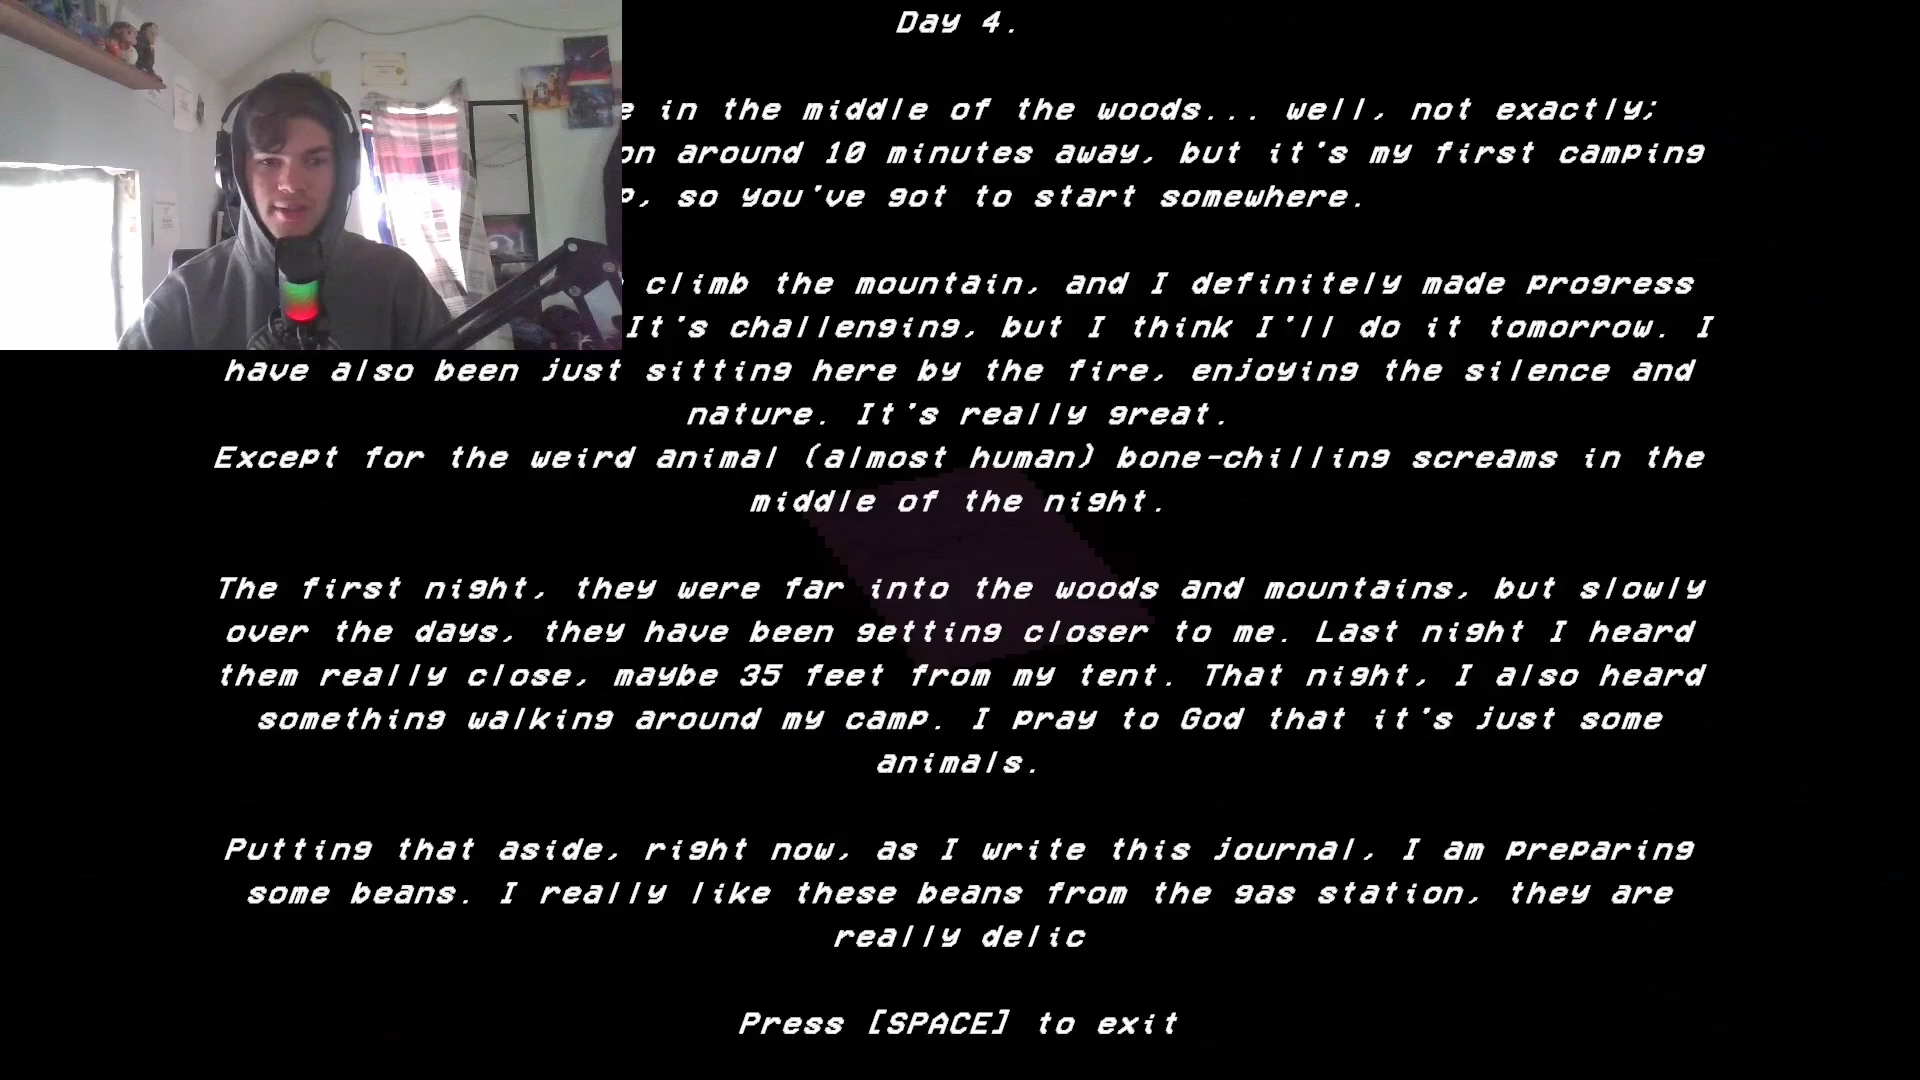 Day 4.
in the middle of the woods... well, not exactly;
around 10 minutes away, but it's my first camping
so you've got to start somewhere.
climb the mountain, and I definitely made progress
It's challenging, but I think I'll do it tomorrow. I
have also been just sitting here by the fire, enjoying the silence and
nature. It's really great.
Except for the weird animal (almost human) bone-chilling screams in the
middle of the night.
The first night, they were far into the woods and mountains, but slowly
over the days, they have been getting closer to me. Last night I heard
them really close, maybe 35 feet from my tent. That night, I also heard
something walking around my camp. I pray to God that it's just some
animals.
Putting that aside, right now, as I write this journal, I am preparing
some beans. I really like these beans from the gas station, they are
really delic
Press [SPACE] to exit